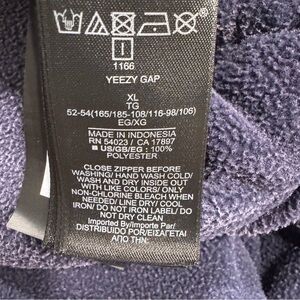 1166
YEEZY GAP
XL
TG
52-54(165/185-108/116-98/106)
EG/XG
MADE IN INDONESIA
RN 54023 / CA 17897
■ US/GB/EG : 100%
POLYESTER
CLOSE ZIPPER BEFORE
WASHING/ HAND WASH COLD/
WASH AND DRY INSIDE OUT
WITH LIKE COLORS/ ONLY
NON-CHLORINE BLEACH WHEN
NEEDED/ LINE DRY/ COOL
IRON/ DO NOT IRON LABEL/ DO
NOT DRY CLEAN
Imported By/Importe Par/
DISTRIBUIDO POR/ΕΙΣΑΓΕΤΑΙ
ΑΠΟ ΤΗΝ